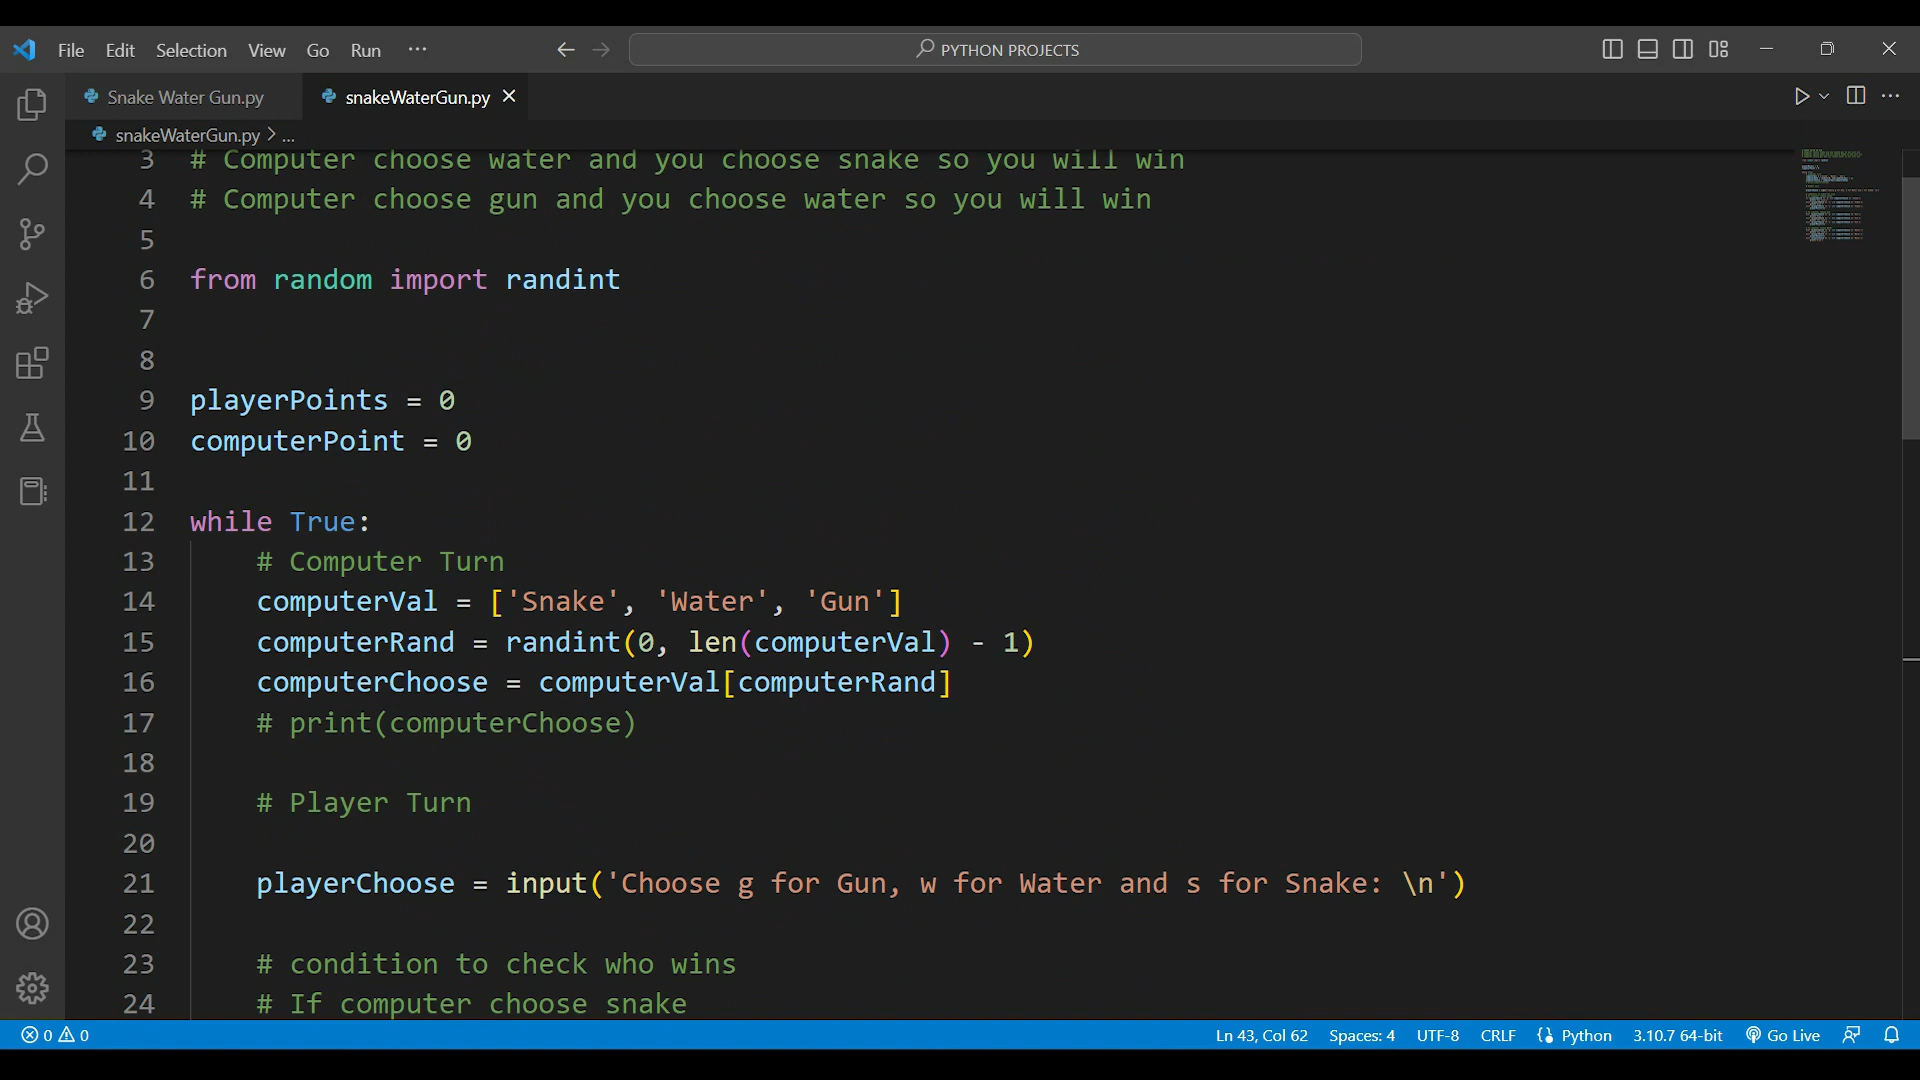 File Edit Selection View Go Run ··· PYTHON PROJECTS
Snake Water Gun.py snakeWaterGun.py
snakeWaterGun.py > ...
3 # Computer choose water and you choose snake so you will win
4 # Computer choose gun and you choose water so you will win
5
6 from random import randint
7
8
9 playerPoints = 0
10 computerPoint = 0
11
12 while True:
13 # Computer Turn
14 computerVal = ['Snake', 'Water', 'Gun']
15 computerRand = randint(0, len(computerVal) - 1)
16 computerChoose = computerVal[computerRand]
17 # print(computerChoose)
18
19 # Player Turn
20
21 playerChoose = input('Choose g for Gun, w for Water and s for Snake: \n')
22
23 # condition to check who wins
24 # If computer choose snake
0 0 Ln 43, Col 62 Spaces: 4 UTF-8 CRLF Python 3.10.7 64-bit Go Live